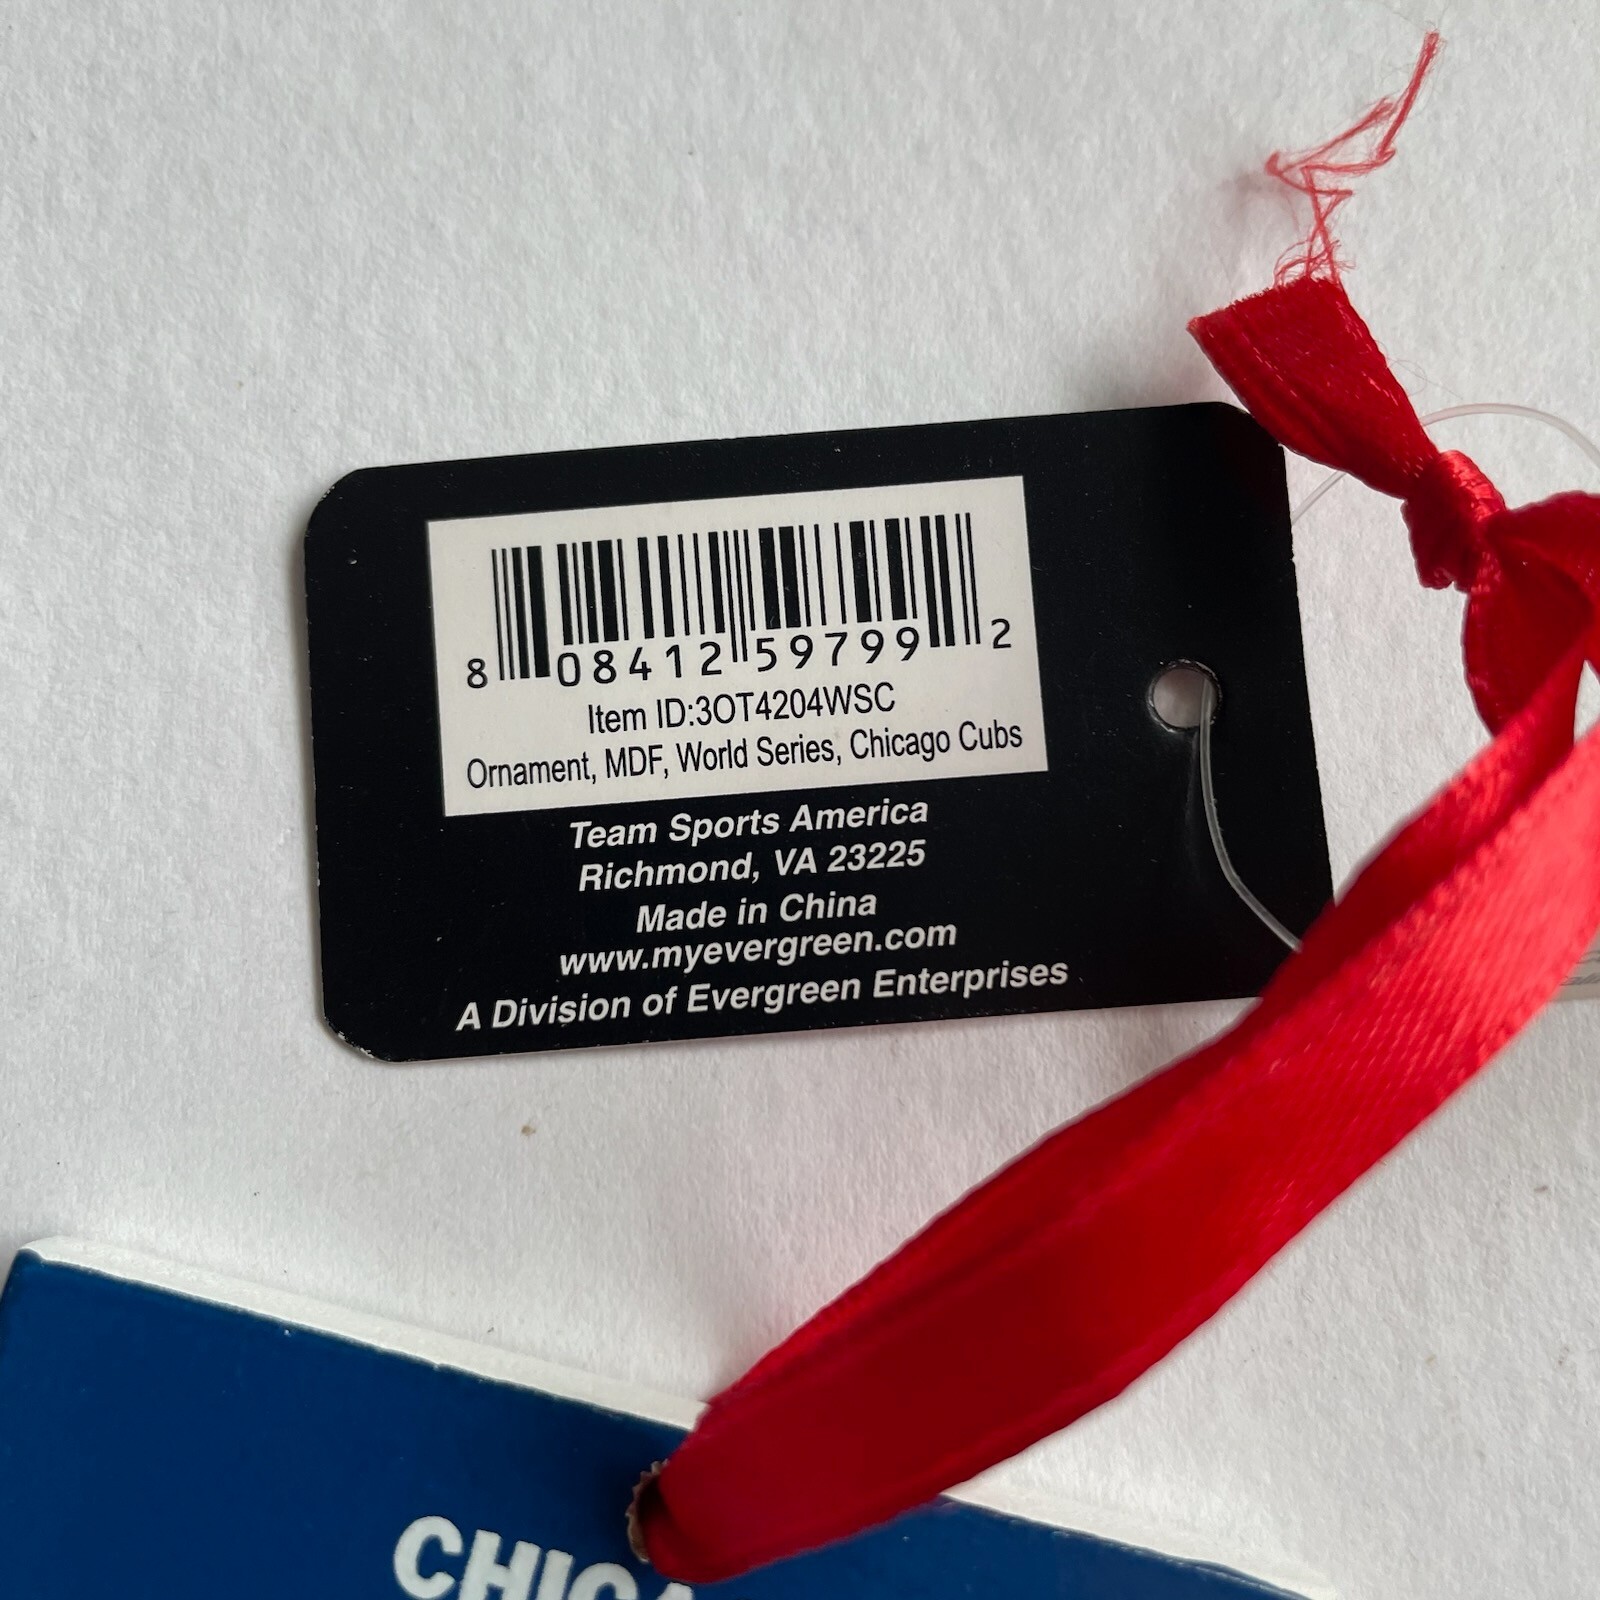 8 08412 59799 2
Item ID:3OT4204WSC
Ornament, MDF, World Series, Chicago Cubs
Team Sports America
Richmond, VA 23225
Made in China
www.myevergreen.com
A Division of Evergreen Enterprises
CHICA